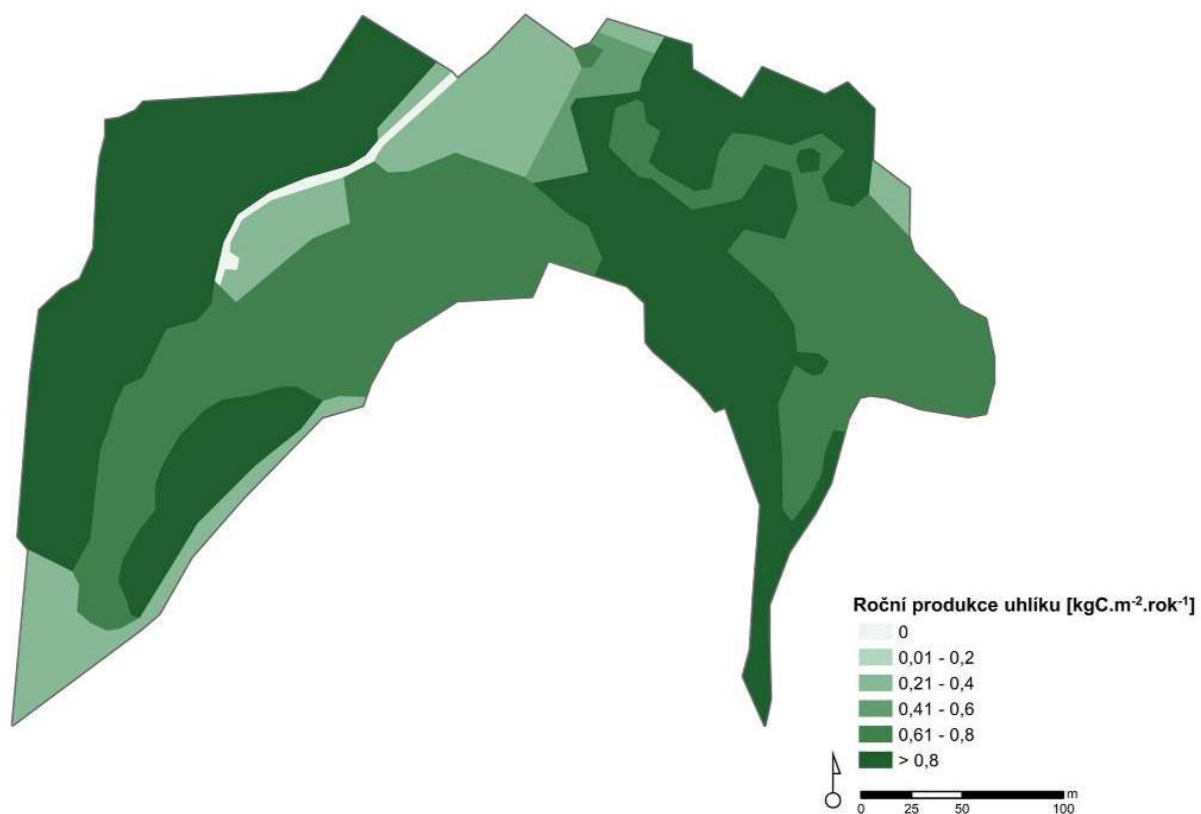 Roční produkce uhlíku [kgC.m⁻².rok⁻¹]
0
0,01 - 0,2
0,21 - 0,4
0,41 - 0,6
0,61 - 0,8
> 0,8
m
0 25 50 100